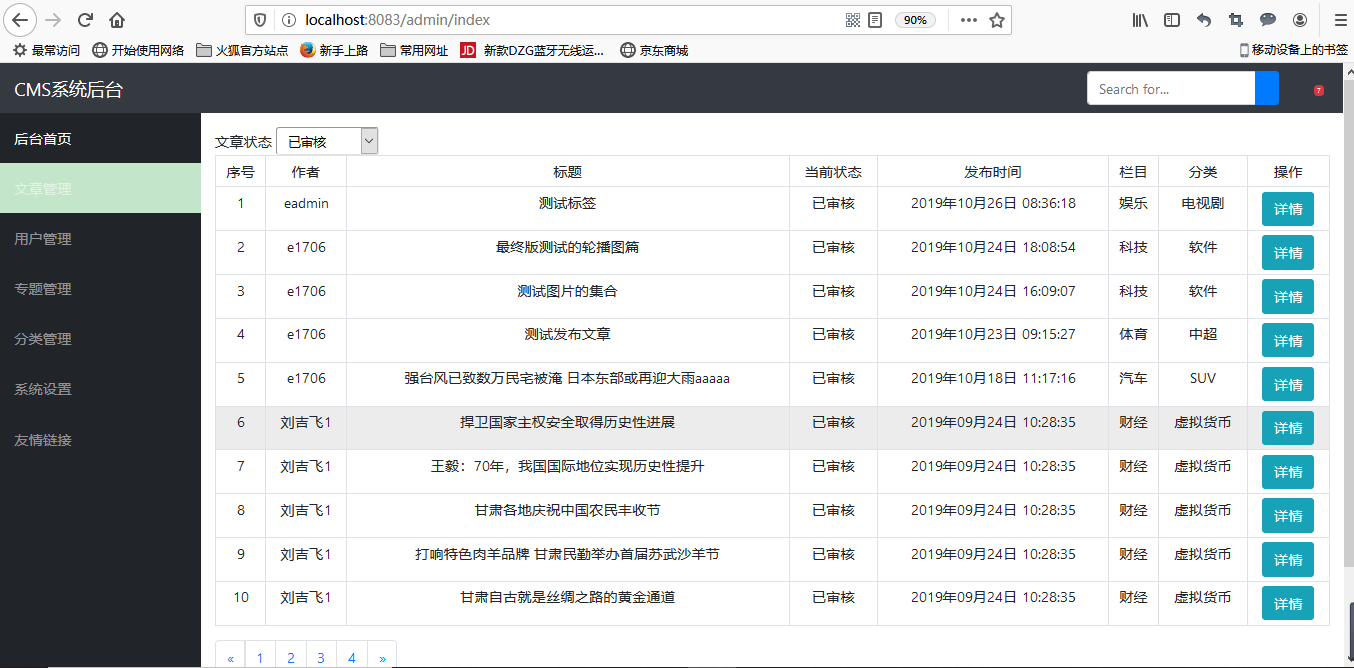 localhost:8083/admin/index 90%
最常访问 开始使用网络 火狐官方站点 新手上路 常用网址 JD 新款DZG蓝牙无线运... 京东商城 移动设备上的书签
CMS系统后台 Search for... 7
后台首页
文章管理
用户管理
专题管理
分类管理
系统设置
友情链接
文章状态 已审核
序号 作者 标题 当前状态 发布时间 栏目 分类 操作
1 eadmin 测试标签 已审核 2019年10月26日 08:36:18 娱乐 电视剧 详情
2 e1706 最终版测试的轮播图篇 已审核 2019年10月24日 18:08:54 科技 软件 详情
3 e1706 测试图片的集合 已审核 2019年10月24日 16:09:07 科技 软件 详情
4 e1706 测试发布文章 已审核 2019年10月23日 09:15:27 体育 中超 详情
5 e1706 强台风已致数万民宅被淹 日本东部或再迎大雨aaaaa 已审核 2019年10月18日 11:17:16 汽车 SUV 详情
6 刘吉飞1 捍卫国家主权安全取得历史性进展 已审核 2019年09月24日 10:28:35 财经 虚拟货币 详情
7 刘吉飞1 王毅：70年，我国国际地位实现历史性提升 已审核 2019年09月24日 10:28:35 财经 虚拟货币 详情
8 刘吉飞1 甘肃各地庆祝中国农民丰收节 已审核 2019年09月24日 10:28:35 财经 虚拟货币 详情
9 刘吉飞1 打响特色肉羊品牌 甘肃民勤举办首届苏武沙羊节 已审核 2019年09月24日 10:28:35 财经 虚拟货币 详情
10 刘吉飞1 甘肃自古就是丝绸之路的黄金通道 已审核 2019年09月24日 10:28:35 财经 虚拟货币 详情
« 1 2 3 4 »